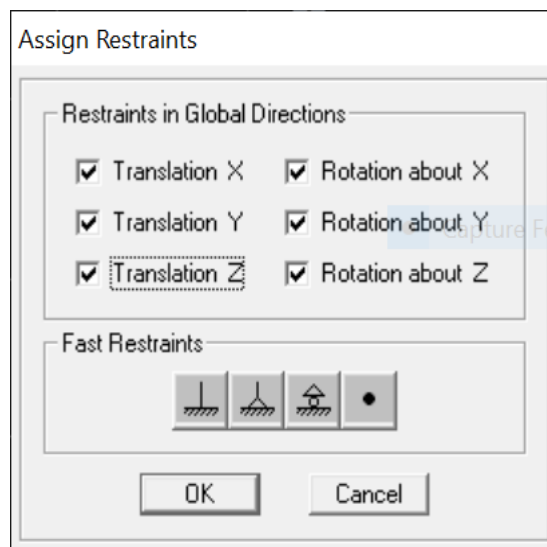 Assign Restraints
Restraints in Global Directions
Translation X Rotation about X
Translation Y Rotation about Y
Capture
Translation Z Rotation about Z
Fast Restraints
OK Cancel